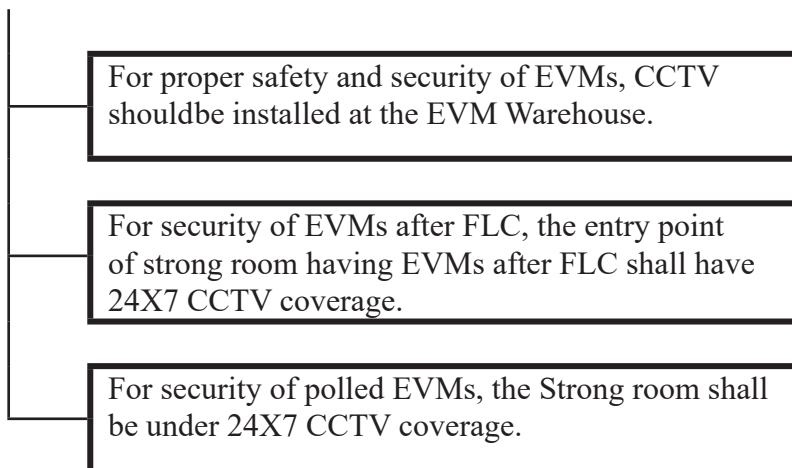 For proper safety and security of EVMs, CCTV
shouldbe installed at the EVM Warehouse.
For security of EVMs after FLC, the entry point
of strong room having EVMs after FLC shall have
24X7 CCTV coverage.
For security of polled EVMs, the Strong room shall
be under 24X7 CCTV coverage.